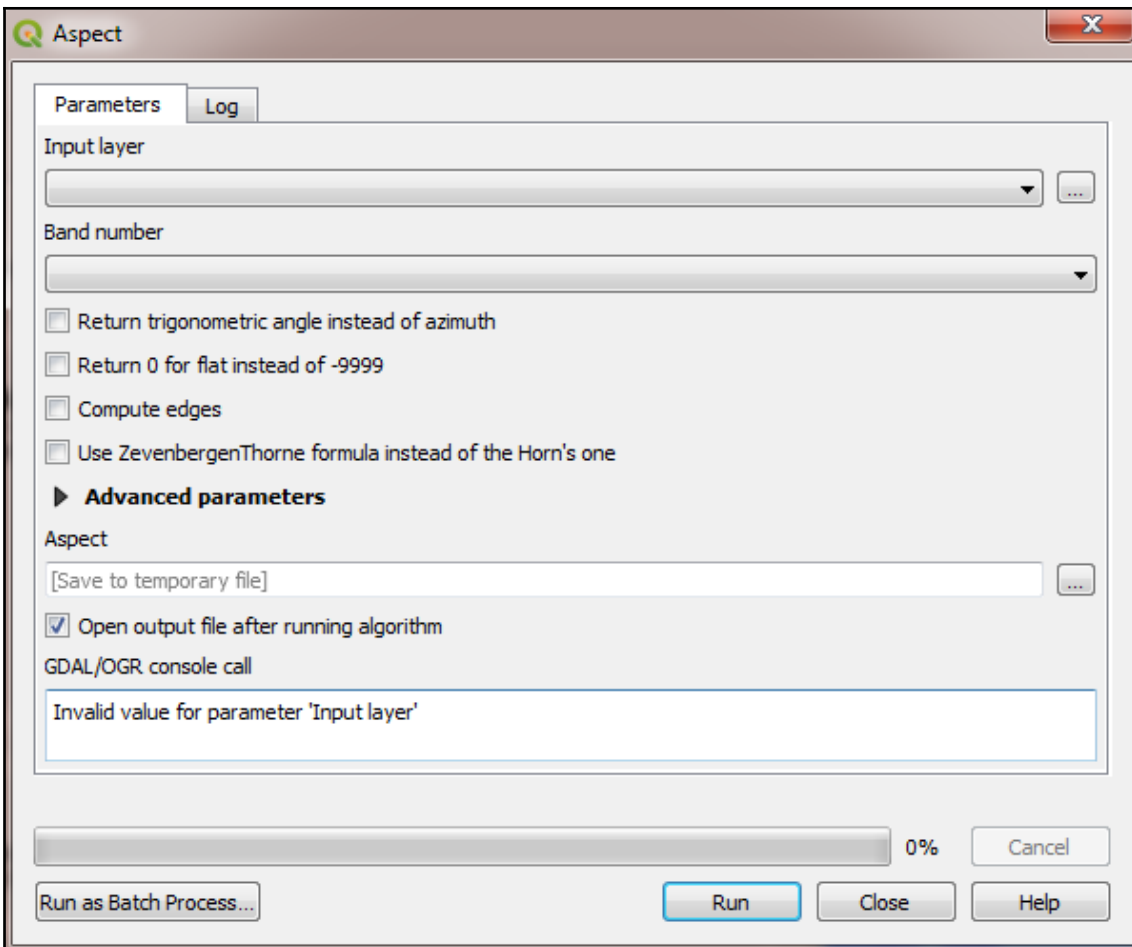 Aspect
Parameters
Log
Input layer
...
Band number
Return trigonometric angle instead of azimuth
Return 0 for flat instead of -9999
Compute edges
Use ZevenbergenThorne formula instead of the Horn's one
Advanced parameters
Aspect
[Save to temporary file]
...
Open output file after running algorithm
GDAL/OGR console call
Invalid value for parameter 'Input layer'
0%
Cancel
Run as Batch Process...
Run
Close
Help